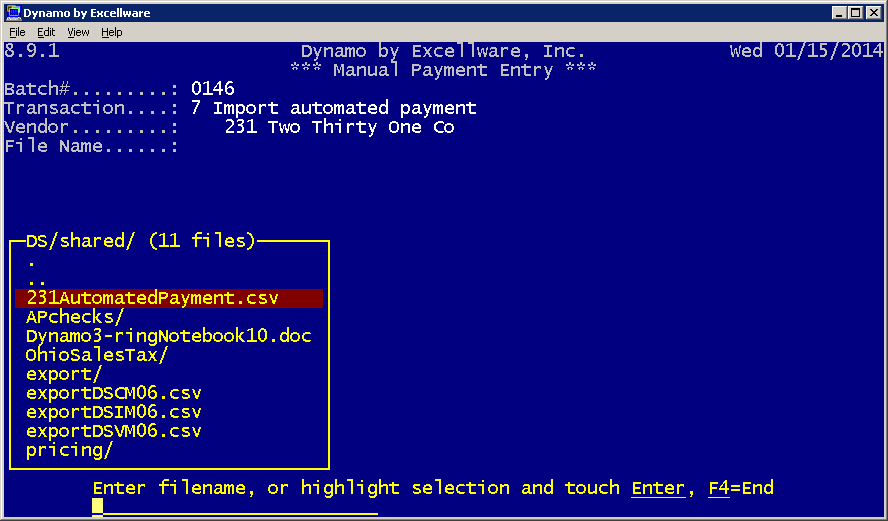 Dynamo by Excellware
File Edit View Help
8.9.1 Dynamo by Excellware, Inc. Wed 01/15/2014
*** Manual Payment Entry ***
Batch#.........: 0146
Transaction....: 7 Import automated payment
Vendor.........: 231 Two Thirty One Co
File Name......:
DS/shared/ (11 files)
.
..
231AutomatedPayment.csv
APchecks/
Dynamo3-ringNotebook10.doc
OhioSalesTax/
export/
exportDSCM06.csv
exportDSIM06.csv
exportDSVM06.csv
pricing/
Enter filename, or highlight selection and touch Enter, F4=End